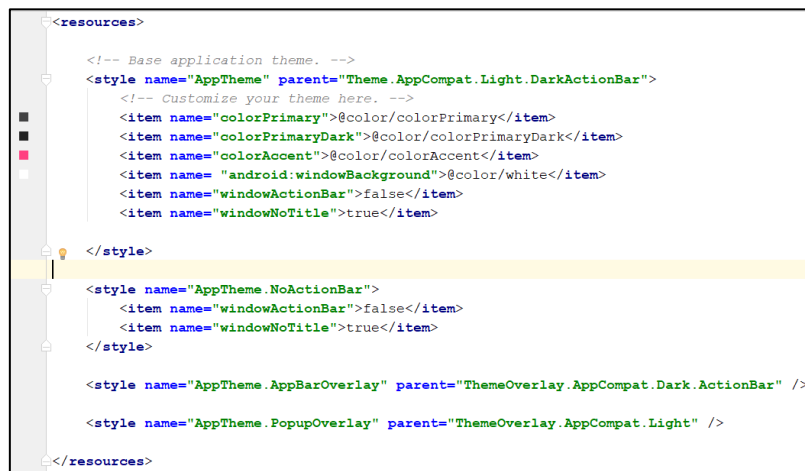 <resources>
<!-- Base application theme. -->
<style name="AppTheme" parent="Theme.AppCompat.Light.DarkActionBar">
<!-- Customize your theme here. -->
<item name="colorPrimary">@color/colorPrimary</item>
<item name="colorPrimaryDark">@color/colorPrimaryDark</item>
<item name="colorAccent">@color/colorAccent</item>
<item name= "android:windowBackground">@color/white</item>
<item name="windowActionBar">false</item>
<item name="windowNoTitle">true</item>
</style>
<style name="AppTheme.NoActionBar">
<item name="windowActionBar">false</item>
<item name="windowNoTitle">true</item>
</style>
<style name="AppTheme.AppBarOverlay" parent="ThemeOverlay.AppCompat.Dark.ActionBar" />
<style name="AppTheme.PopupOverlay" parent="ThemeOverlay.AppCompat.Light" />
</resources>